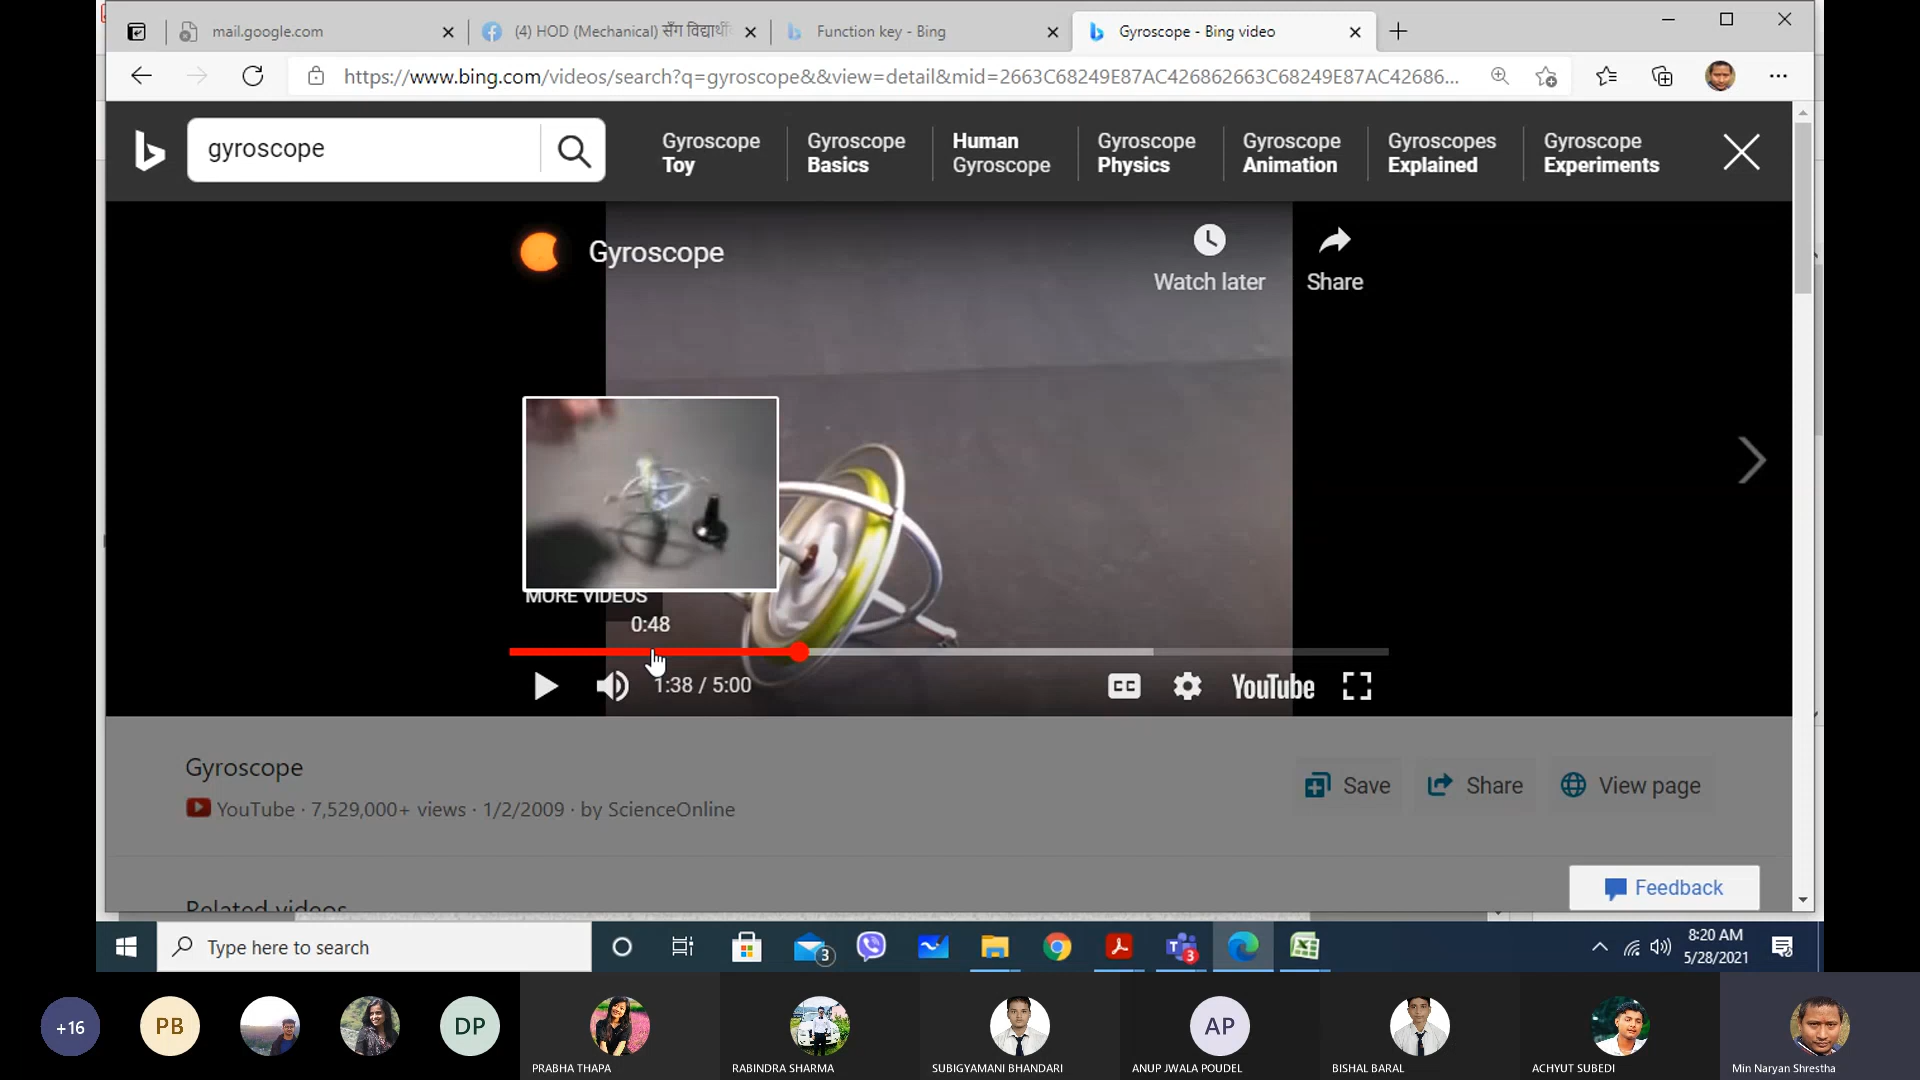 mail.google.com
(4) HOD (Mechanical) सँग विद्यार्थी
Function key - Bing
Gyroscope - Bing video
https://www.bing.com/videos/search?q=gyroscope&&view=detail&mid=2663C68249E87AC426862663C68249E87AC42686...
gyroscope
Gyroscope Toy
Gyroscope Basics
Human Gyroscope
Gyroscope Physics
Gyroscope Animation
Gyroscopes Explained
Gyroscope Experiments
Gyroscope
Watch later
Share
MORE VIDEOS
0:48
1:38 / 5:00
CC
YouTube
Gyroscope
YouTube · 7,529,000+ views · 1/2/2009 · by ScienceOnline
Save
Share
View page
Related videos
Feedback
Type here to search
3
3
8:20 AM
5/28/2021
+16
PB
DP
AP
PRABHA THAPA
RABINDRA SHARMA
SUBIGYAMANI BHANDARI
ANUP JWALA POUDEL
BISHAL BARAL
ACHYUT SUBEDI
Min Naryan Shrestha